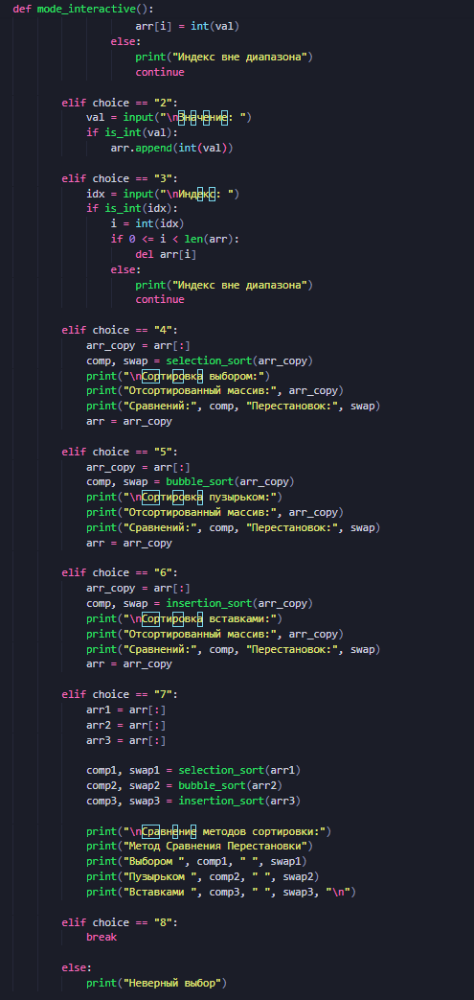 def mode_interactive():
                    arr[i] = int(val)
                else:
                    print("Индекс вне диапазона")
                    continue

        elif choice == "2":
            val = input("\nЗначение: ")
            if is_int(val):
                arr.append(int(val))

        elif choice == "3":
            idx = input("\nИндекс: ")
            if is_int(idx):
                i = int(idx)
                if 0 <= i < len(arr):
                    del arr[i]
                else:
                    print("Индекс вне диапазона")
                    continue

        elif choice == "4":
            arr_copy = arr[:]
            comp, swap = selection_sort(arr_copy)
            print("\nСортировка выбором:")
            print("Отсортированный массив:", arr_copy)
            print("Сравнений:", comp, "Перестановок:", swap)
            arr = arr_copy

        elif choice == "5":
            arr_copy = arr[:]
            comp, swap = bubble_sort(arr_copy)
            print("\nСортировка пузырьком:")
            print("Отсортированный массив:", arr_copy)
            print("Сравнений:", comp, "Перестановок:", swap)
            arr = arr_copy

        elif choice == "6":
            arr_copy = arr[:]
            comp, swap = insertion_sort(arr_copy)
            print("\nСортировка вставками:")
            print("Отсортированный массив:", arr_copy)
            print("Сравнений:", comp, "Перестановок:", swap)
            arr = arr_copy

        elif choice == "7":
            arr1 = arr[:]
            arr2 = arr[:]
            arr3 = arr[:]

            comp1, swap1 = selection_sort(arr1)
            comp2, swap2 = bubble_sort(arr2)
            comp3, swap3 = insertion_sort(arr3)

            print("\nСравнение методов сортировки:")
            print("Метод Сравнения Перестановки")
            print("Выбором ", comp1, " ", swap1)
            print("Пузырьком ", comp2, " ", swap2)
            print("Вставками ", comp3, " ", swap3, "\n")

        elif choice == "8":
            break

        else:
            print("Неверный выбор")